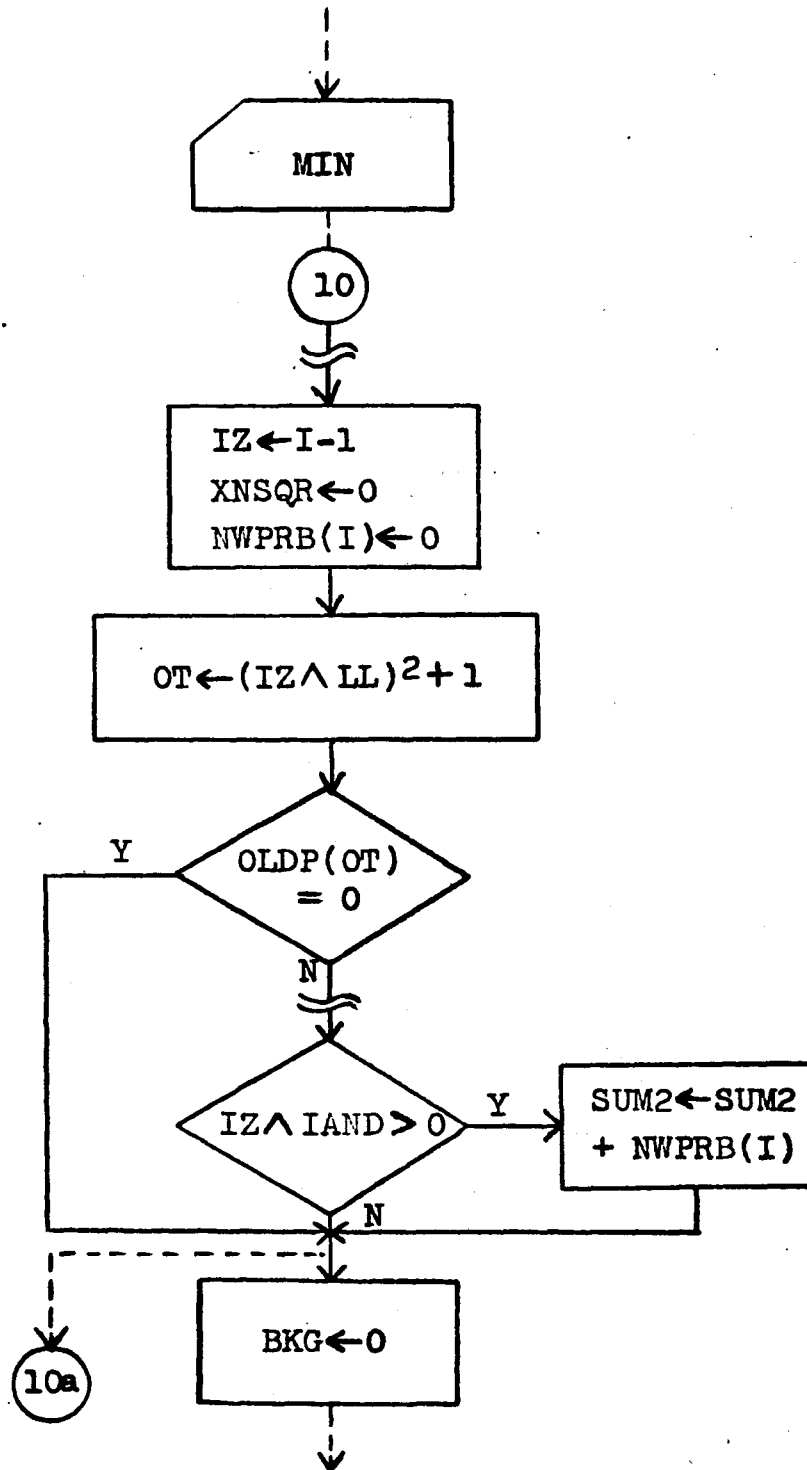 MIN
10
IZ←I-1
XNSQR←0
NWPRB(I)←0
OT←(IZ∧LL)²+1
OLDP(OT)
= 0
Y
N
IZ∧IAND>0
Y
N
SUM2←SUM2
+ NWPRB(I)
BKG←0
10a